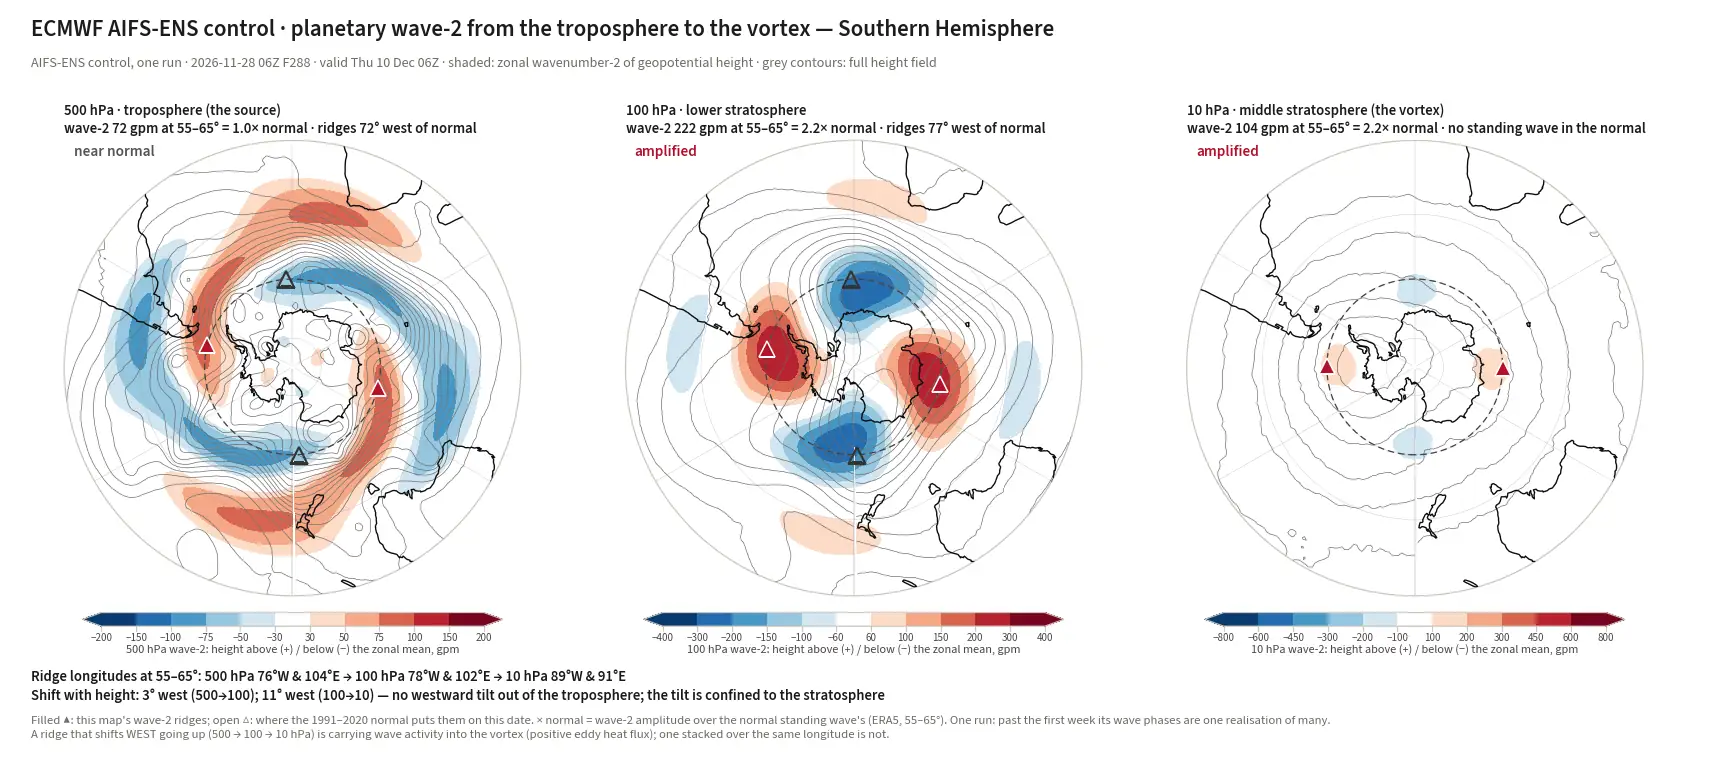 ECMWF AIFS-ENS control · planetary wave-2 from the troposphere to the vortex — Southern Hemisphere
AIFS-ENS control, one run · 2026-11-28 06Z F288 · valid Thu 10 Dec 06Z · shaded: zonal wavenumber-2 of geopotential height · grey contours: full height field
500 hPa · troposphere (the source)
wave-2 72 gpm at 55–65° = 1.0× normal · ridges 72° west of normal
near normal
100 hPa · lower stratosphere
wave-2 222 gpm at 55–65° = 2.2× normal · ridges 77° west of normal
amplified
10 hPa · middle stratosphere (the vortex)
wave-2 104 gpm at 55–65° = 2.2× normal · no standing wave in the normal
amplified
−200 −150 −100 −75 −50 −30 30 50 75 100 150 200
500 hPa wave-2: height above (+) / below (−) the zonal mean, gpm
−400 −300 −200 −150 −100 −60 60 100 150 200 300 400
100 hPa wave-2: height above (+) / below (−) the zonal mean, gpm
−800 −600 −450 −300 −200 −100 100 200 300 450 600 800
10 hPa wave-2: height above (+) / below (−) the zonal mean, gpm
Ridge longitudes at 55–65°: 500 hPa 76°W & 104°E → 100 hPa 78°W & 102°E → 10 hPa 89°W & 91°E
Shift with height: 3° west (500→100); 11° west (100→10) — no westward tilt out of the troposphere; the tilt is confined to the stratosphere
Filled ▲: this map's wave-2 ridges; open △: where the 1991–2020 normal puts them on this date. × normal = wave-2 amplitude over the normal standing wave's (ERA5, 55–65°). One run: past the first week its wave phases are one realisation of many.
A ridge that shifts WEST going up (500 → 100 → 10 hPa) is carrying wave activity into the vortex (positive eddy heat flux); one stacked over the same longitude is not.